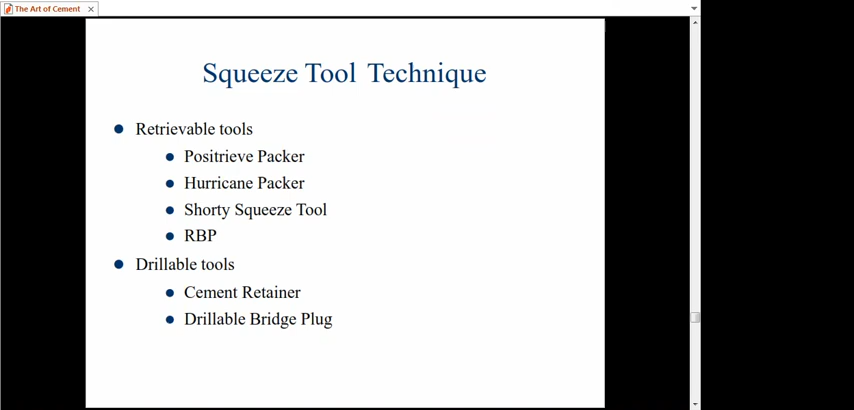 The Art of Cement
Squeeze Tool Technique
Retrievable tools
Positrieve Packer
Hurricane Packer
Shorty Squeeze Tool
RBP
Drillable tools
Cement Retainer
Drillable Bridge Plug